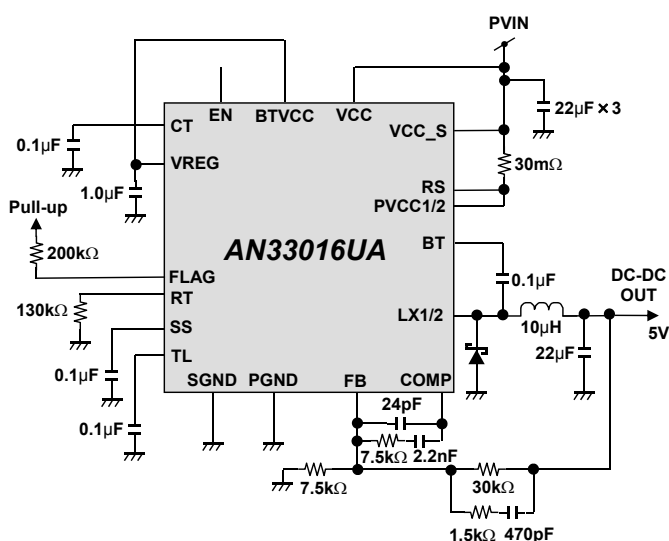 PVIN
EN
BTVCC
VCC
22µF×3
CT
0.1µF
VCC_S
VREG
30mΩ
1.0µF
RS
PVCC1/2
Pull-up
200kΩ
AN33016UA
BT
FLAG
0.1µF
DC-DC
OUT
5V
RT
130kΩ
LX1/2
10µH
SS
22µF
0.1µF
TL
SGND
PGND
FB
COMP
24pF
0.1µF
7.5kΩ
2.2nF
7.5kΩ
30kΩ
1.5kΩ
470pF